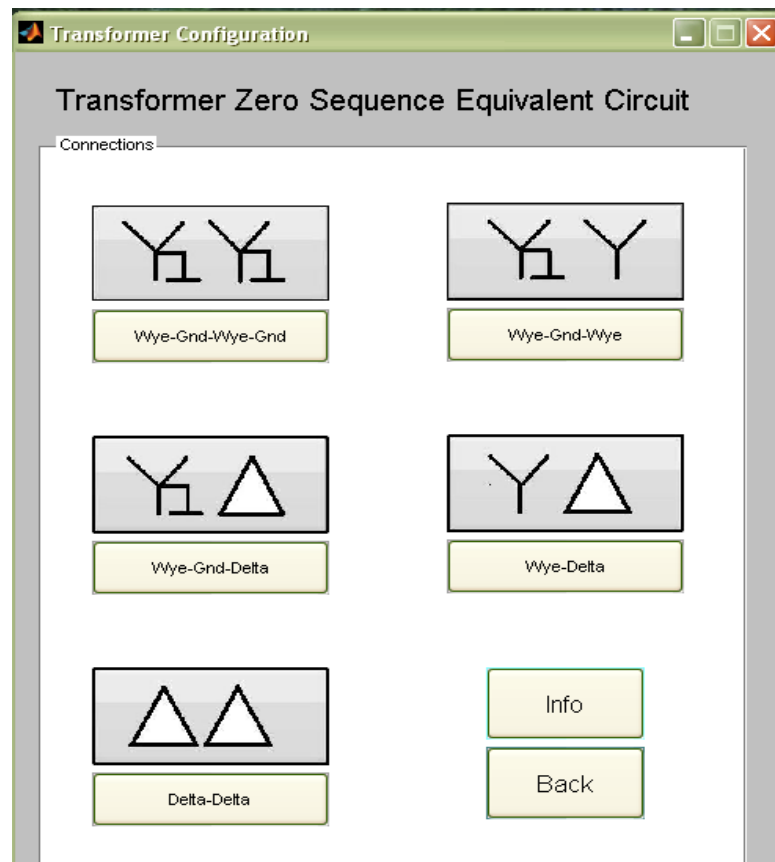 Transformer Configuration
Transformer Zero Sequence Equivalent Circuit
Connections
Wye-Gnd-Wye-Gnd
Wye-Gnd-Wye
Wye-Gnd-Delta
Wye-Delta
Delta-Delta
Info
Back